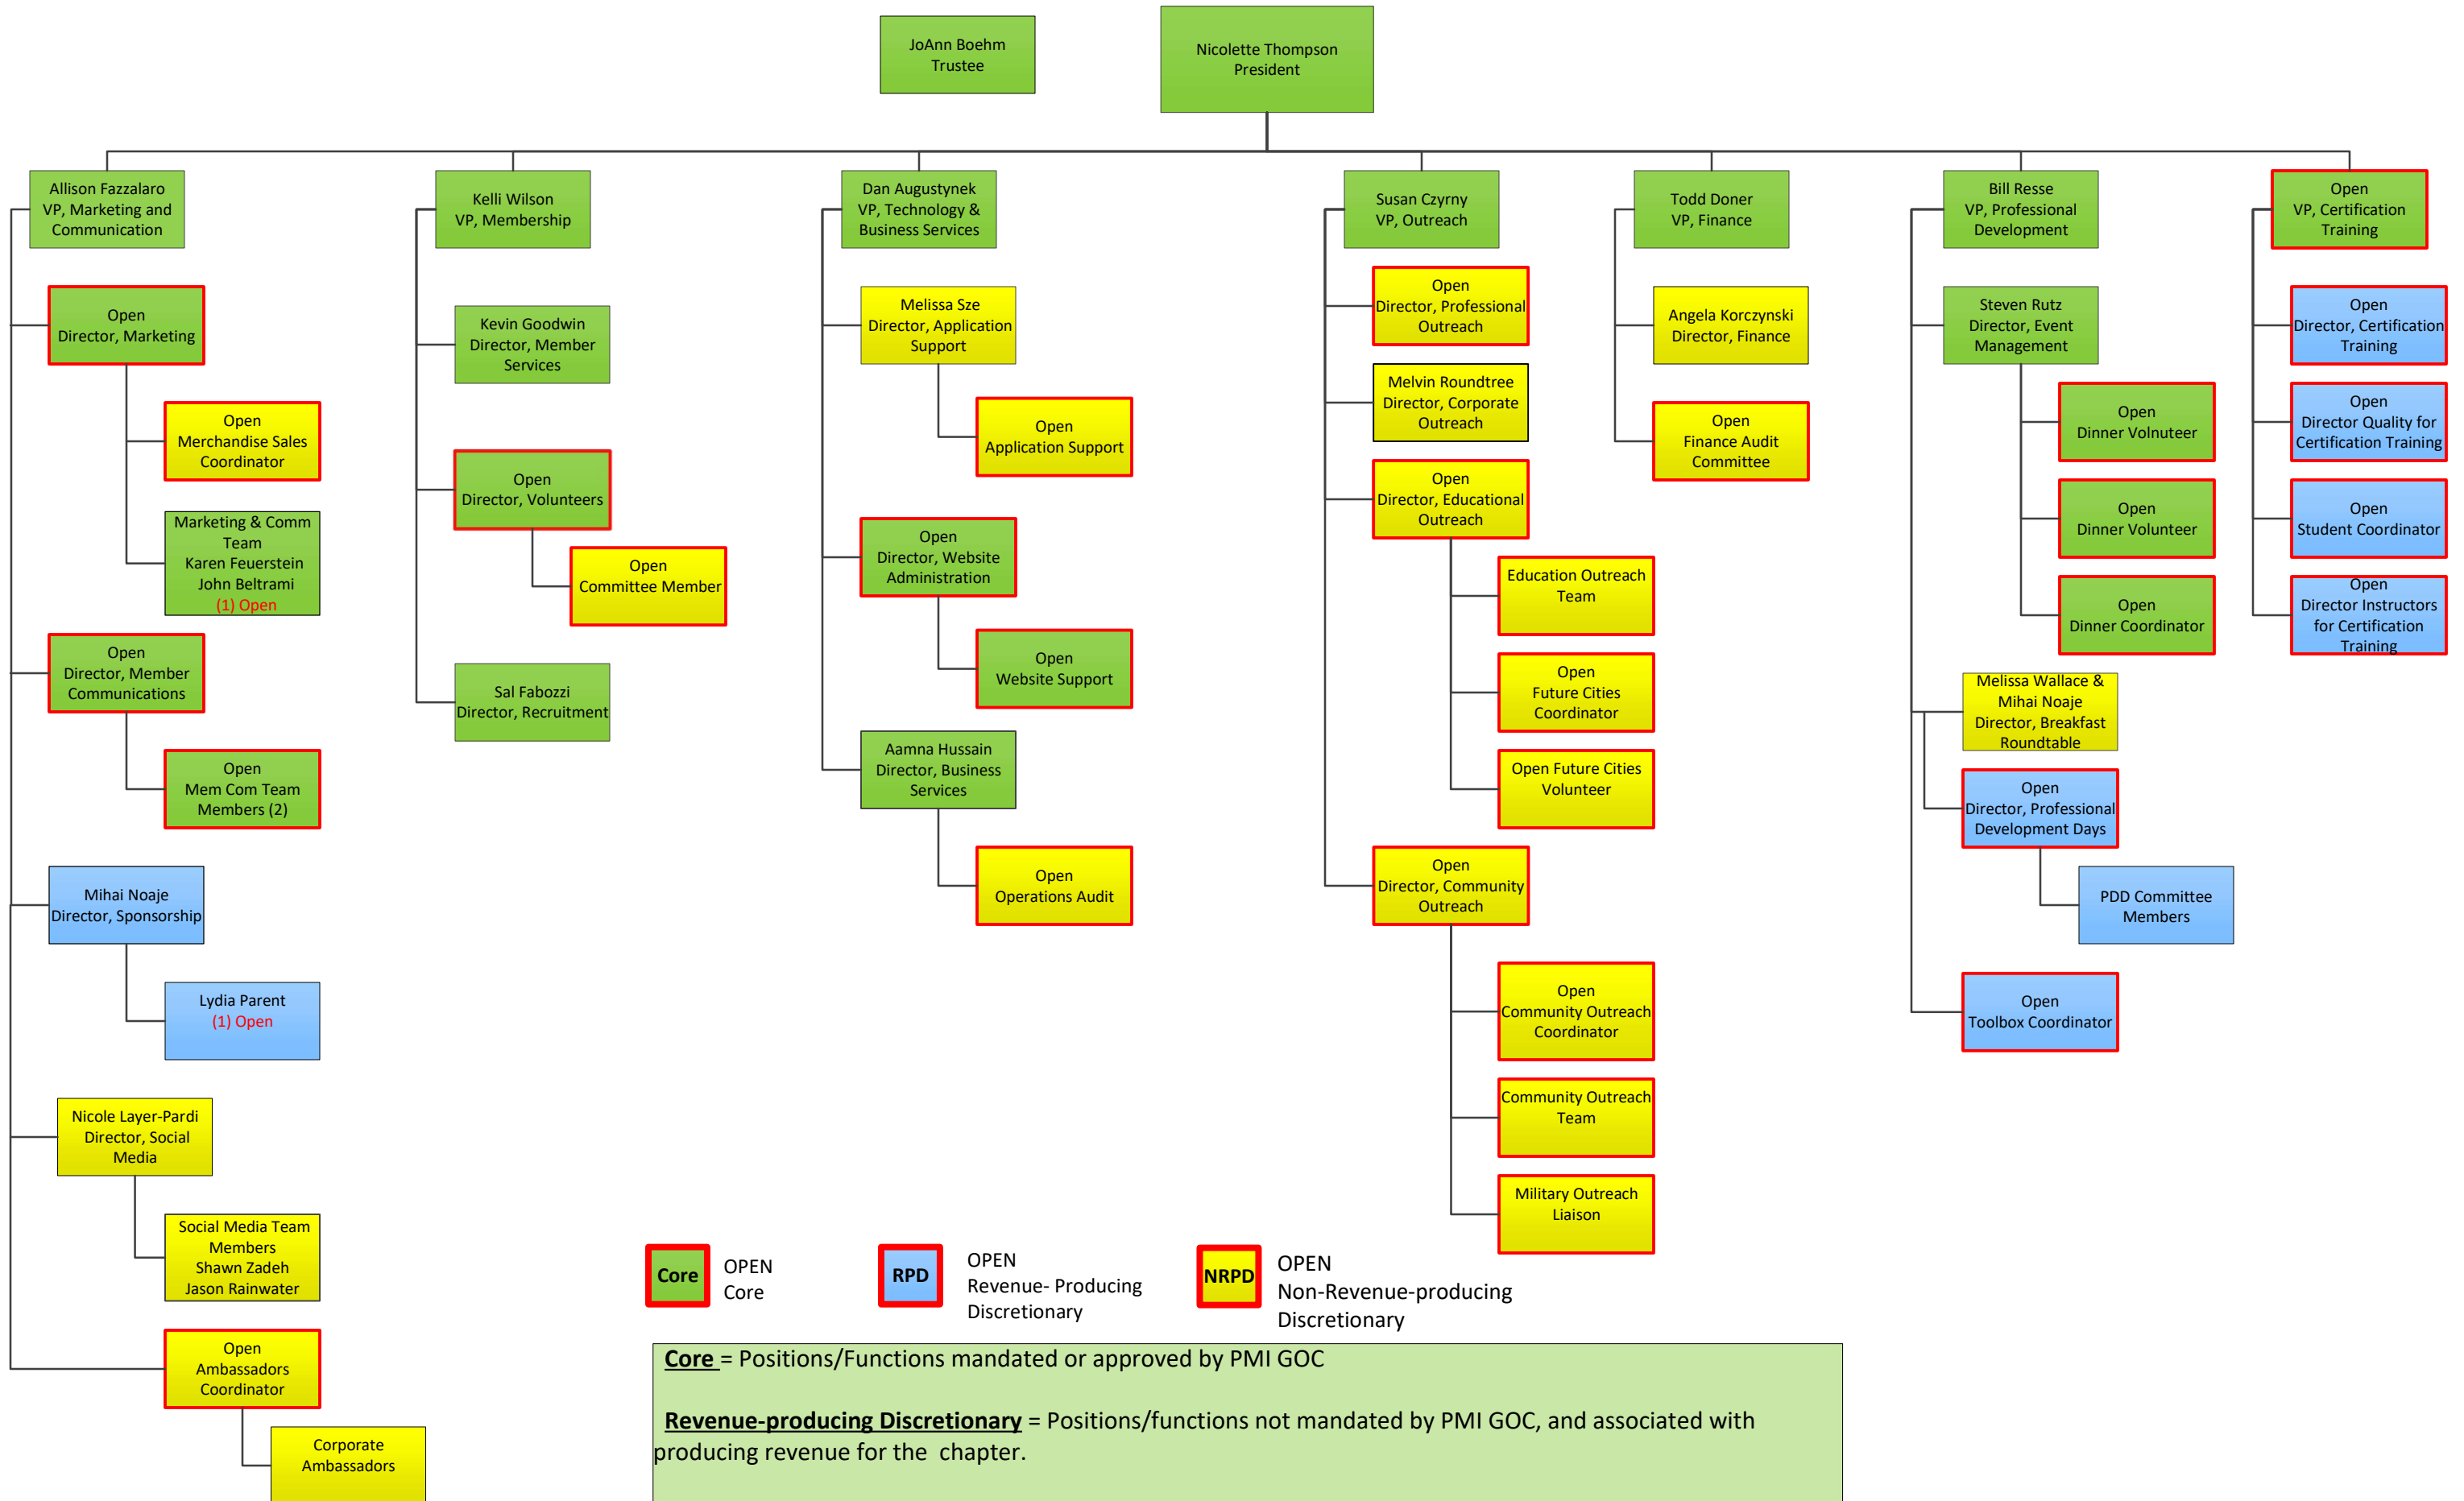 JoAnn Boehm
Trustee
Nicolette Thompson
President
Allison Fazzalaro
VP, Marketing and
Communication
Open
Director, Marketing
Open
Merchandise Sales
Coordinator
Marketing & Comm
Team
Karen Feuerstein
John Beltrami
(1) Open
Open
Director, Member
Communications
Open
Mem Com Team
Members (2)
Mihai Noaje
Director, Sponsorship
Lydia Parent
(1) Open
Nicole Layer-Pardi
Director, Social
Media
Social Media Team
Members
Shawn Zadeh
Jason Rainwater
Open
Ambassadors
Coordinator
Corporate
Ambassadors
Kelli Wilson
VP, Membership
Kevin Goodwin
Director, Member
Services
Open
Director, Volunteers
Open
Committee Member
Sal Fabozzi
Director, Recruitment
Dan Augustynek
VP, Technology &
Business Services
Melissa Sze
Director, Application
Support
Open
Application Support
Open
Director, Website
Administration
Open
Website Support
Aamna Hussain
Director, Business
Services
Open
Operations Audit
Susan Czyrny
VP, Outreach
Open
Director, Professional
Outreach
Melvin Roundtree
Director, Corporate
Outreach
Open
Director, Educational
Outreach
Education Outreach
Team
Open
Future Cities
Coordinator
Open Future Cities
Volunteer
Open
Director, Community
Outreach
Open
Community Outreach
Coordinator
Community Outreach
Team
Military Outreach
Liaison
Todd Doner
VP, Finance
Angela Korczynski
Director, Finance
Open
Finance Audit
Committee
Bill Resse
VP, Professional
Development
Steven Rutz
Director, Event
Management
Open
Dinner Volnuteer
Open
Dinner Volunteer
Open
Dinner Coordinator
Melissa Wallace &
Mihai Noaje
Director, Breakfast
Roundtable
Open
Director, Professional
Development Days
PDD Committee
Members
Open
Toolbox Coordinator
Open
VP, Certification
Training
Open
Director, Certification
Training
Open
Director Quality for
Certification Training
Open
Student Coordinator
Open
Director Instructors
for Certification
Training
Core
OPEN
Core
RPD
OPEN
Revenue- Producing
Discretionary
NRPD
OPEN
Non-Revenue-producing
Discretionary
Core = Positions/Functions mandated or approved by PMI GOC
Revenue-producing Discretionary = Positions/functions not mandated by PMI GOC, and associated with
producing revenue for the chapter.